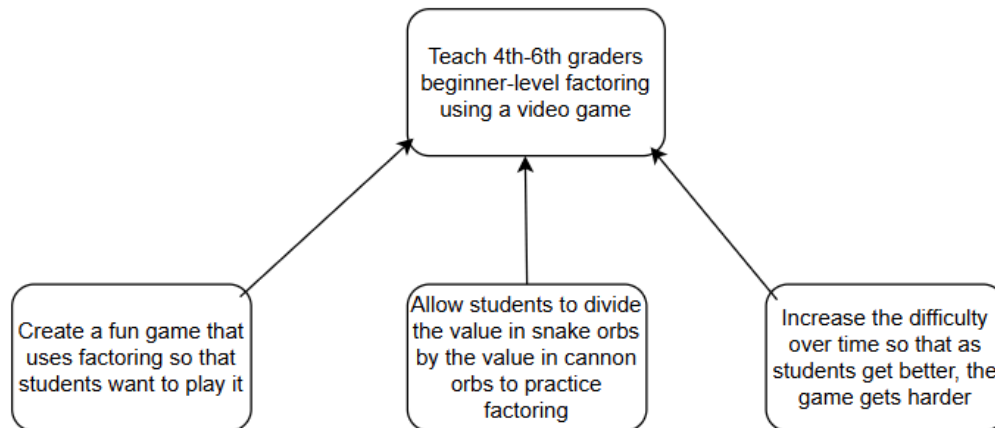 Teach 4th-6th graders
beginner-level factoring
using a video game
Create a fun game that
uses factoring so that
students want to play it
Allow students to divide
the value in snake orbs
by the value in cannon
orbs to practice
factoring
Increase the difficulty
over time so that as
students get better, the
game gets harder